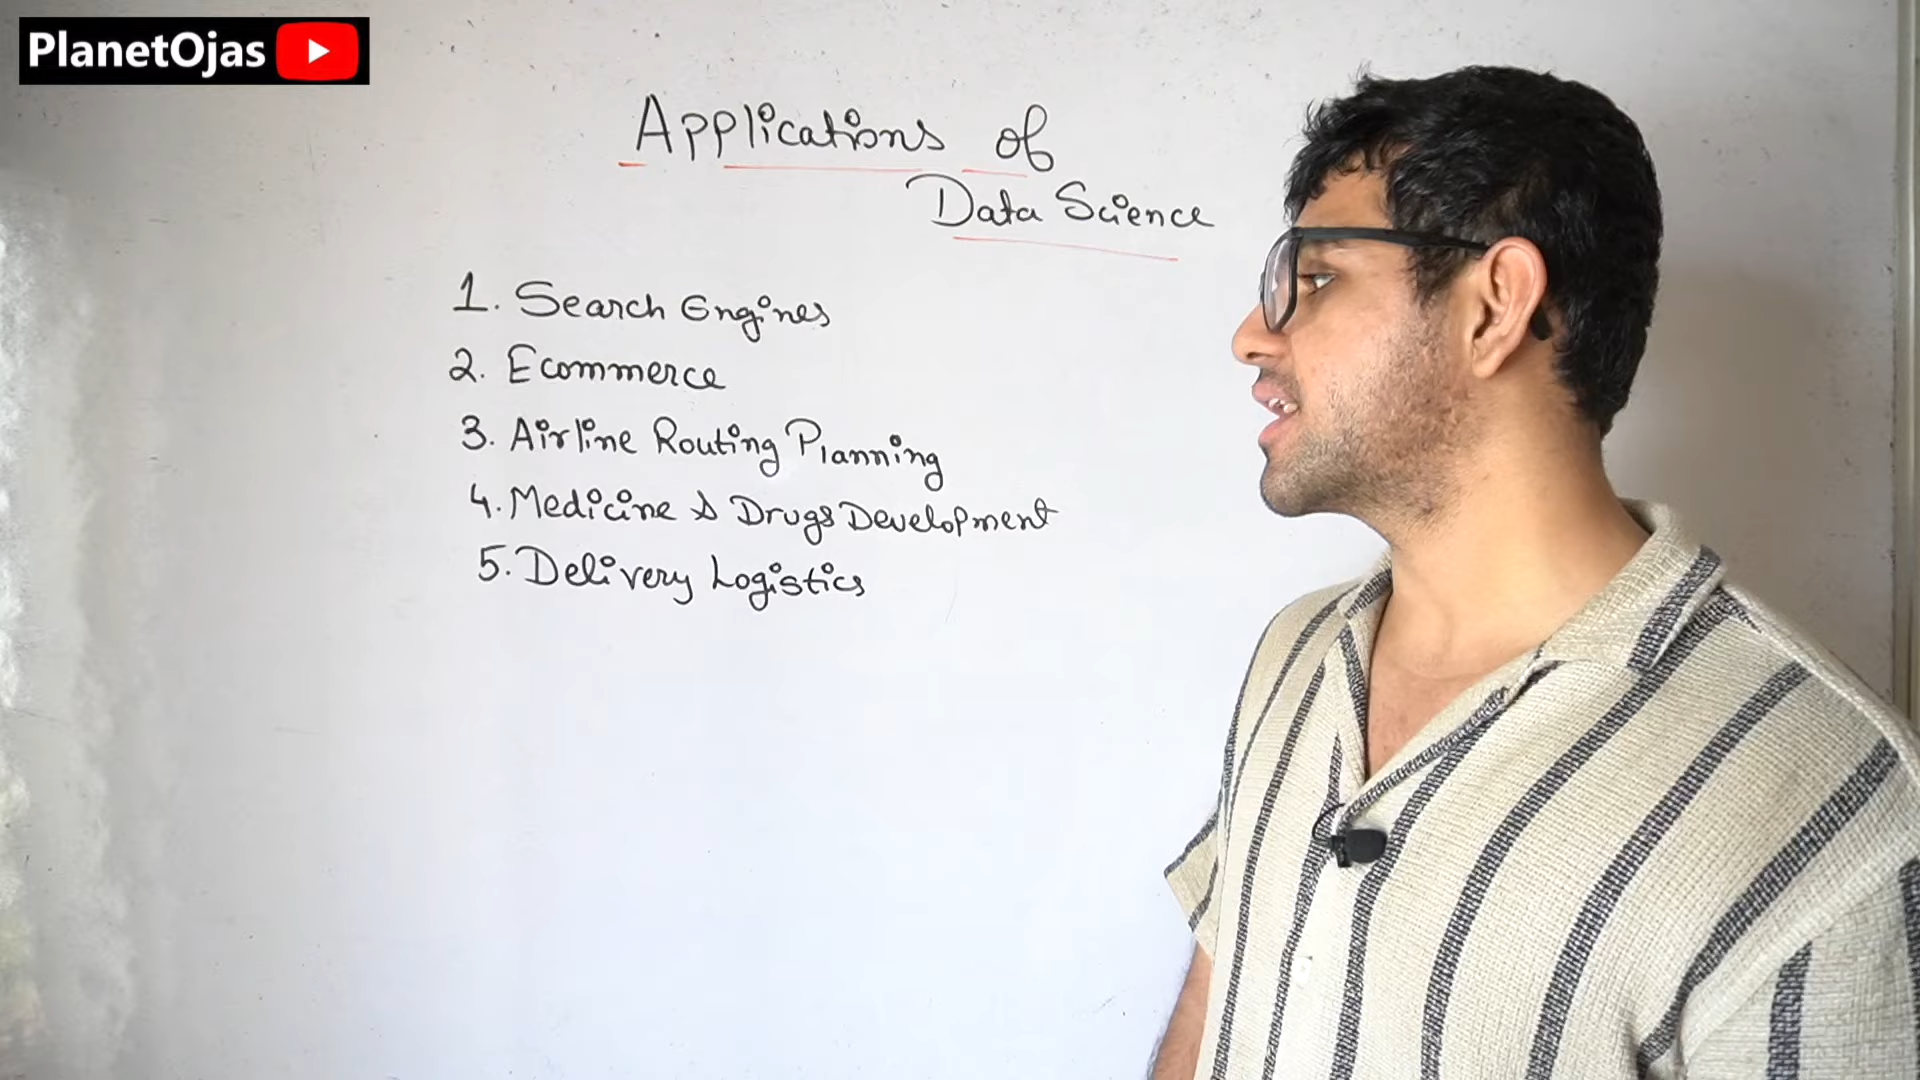 PlanetOjas
Applications of
Data Science
1. Search Engines
2. Ecommerce
3. Airline Routing Planning
4. Medicine & Drugs Development
5. Delivery Logistics